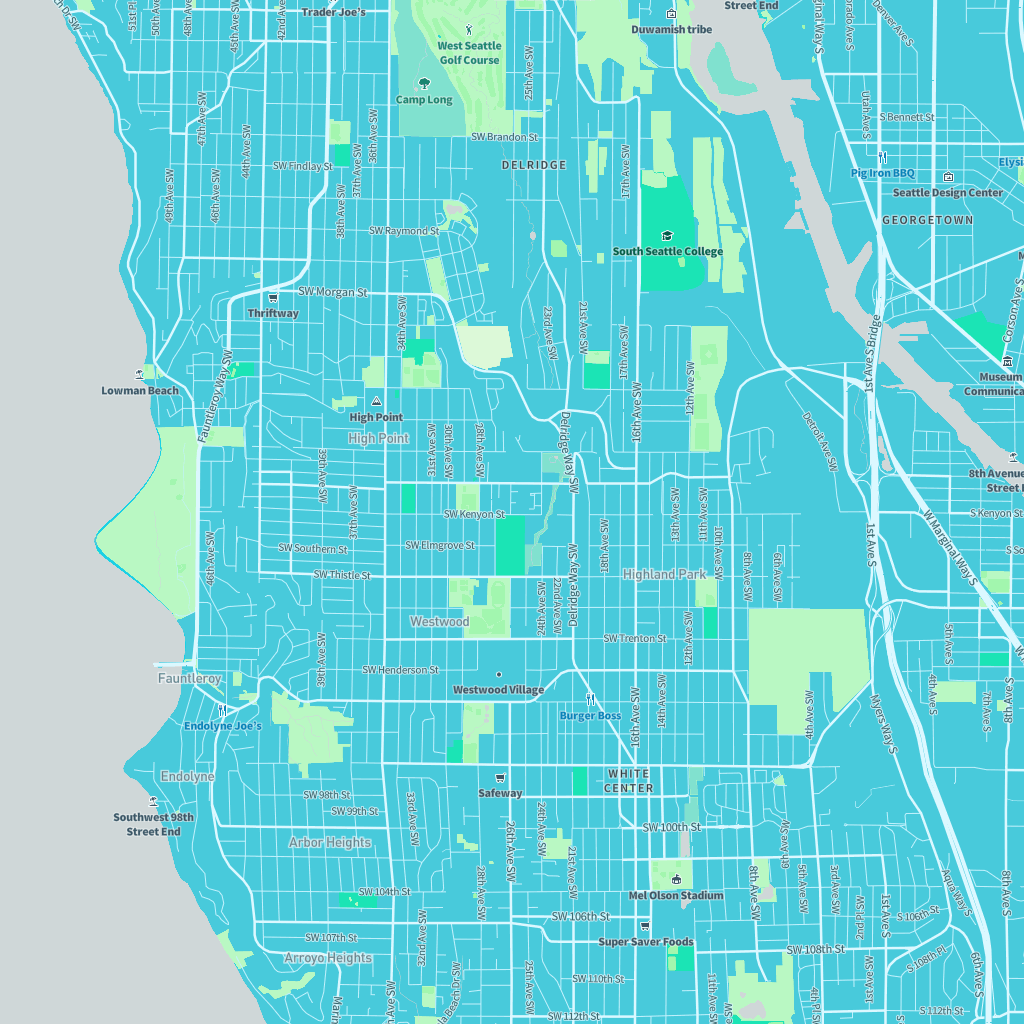 Trader Joe's
Street End
Duwamish tribe
West Seattle
Golf Course
Camp Long
51st Pl
50th Ave
48th Ave
45th Ave SW
42nd Ave
25th Ave SW
Denver Ave S
Utah Ave S
S Bennett St
47th Ave SW
44th Ave SW
36th Ave SW
SW Brandon St
DELRIDGE
SW Findlay St
37th Ave SW
17th Ave SW
Pig Iron BBQ
Elysi
Seattle Design Center
GEORGETOWN
49th Ave SW
46th Ave SW
38th Ave SW
SW Raymond St
South Seattle College
SW Morgan St
Thriftway
34th Ave SW
23rd Ave SW
21st Ave SW
17th Ave SW
12th Ave SW
1st Ave S Bridge
Corson Ave S
Museum
Communica
Lowman Beach
Fauntleroy Way SW
High Point
High Point
31st Ave SW
30th Ave SW
28th Ave SW
Delridge Way SW
16th Ave SW
Detroit Ave SW
8th Avenue
Street E
39th Ave SW
37th Ave SW
SW Kenyon St
13th Ave SW
11th Ave SW
S Kenyon St
W Marginal Way S
SW Elmgrove St
SW Southern St
46th Ave SW
18th Ave SW
10th Ave SW
1st Ave S
S So
SW Thistle St
Highland Park
8th Ave SW
6th Ave SW
24th Ave SW
22nd Ave SW
Delridge Way SW
Westwood
SW Trenton St
12th Ave SW
5th Ave S
39th Ave SW
SW Henderson St
Fauntleroy
Westwood Village
Burger Boss
16th Ave SW
14th Ave SW
4th Ave SW
Myers Way S
4th Ave S
7th Ave S
8th Ave S
Endolyne Joe's
Endolyne
Safeway
WHITE
CENTER
SW 98th St
SW 99th St
33rd Ave SW
Southwest 98th
Street End
Arbor Heights
26th Ave SW
24th Ave SW
21st Ave SW
SW 100th St
6th Ave SW
Mel Olson Stadium
28th Ave SW
8th Ave SW
5th Ave SW
3rd Ave SW
2nd Pl SW
1st Ave S
Aqua Way S
8th Ave S
SW 104th St
SW 106th St
S 106th St
32nd Ave SW
SW 107th St
Super Saver Foods
SW 108th St
S 108th Pl
Arroyo Heights
25th Ave SW
SW 110th St
11th Ave SW
4th Pl SW
1st Ave SW
6th Ave S
SW 112th St
S 112th St